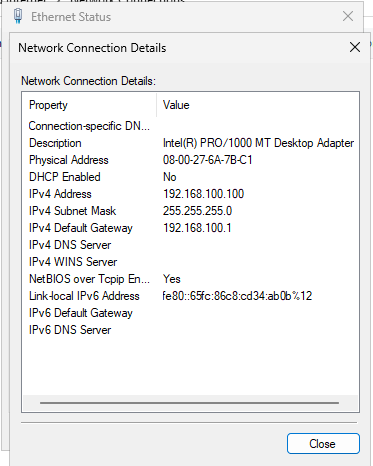 Ethernet Status
Network Connection Details
Network Connection Details:
Property Value
Connection-specific DN...
Description Intel(R) PRO/1000 MT Desktop Adapter
Physical Address 08-00-27-6A-7B-C1
DHCP Enabled No
IPv4 Address 192.168.100.100
IPv4 Subnet Mask 255.255.255.0
IPv4 Default Gateway 192.168.100.1
IPv4 DNS Server
IPv4 WINS Server
NetBIOS over Tcpip En... Yes
Link-local IPv6 Address fe80::65fc:86c8:cd34:ab0b%12
IPv6 Default Gateway
IPv6 DNS Server
Close